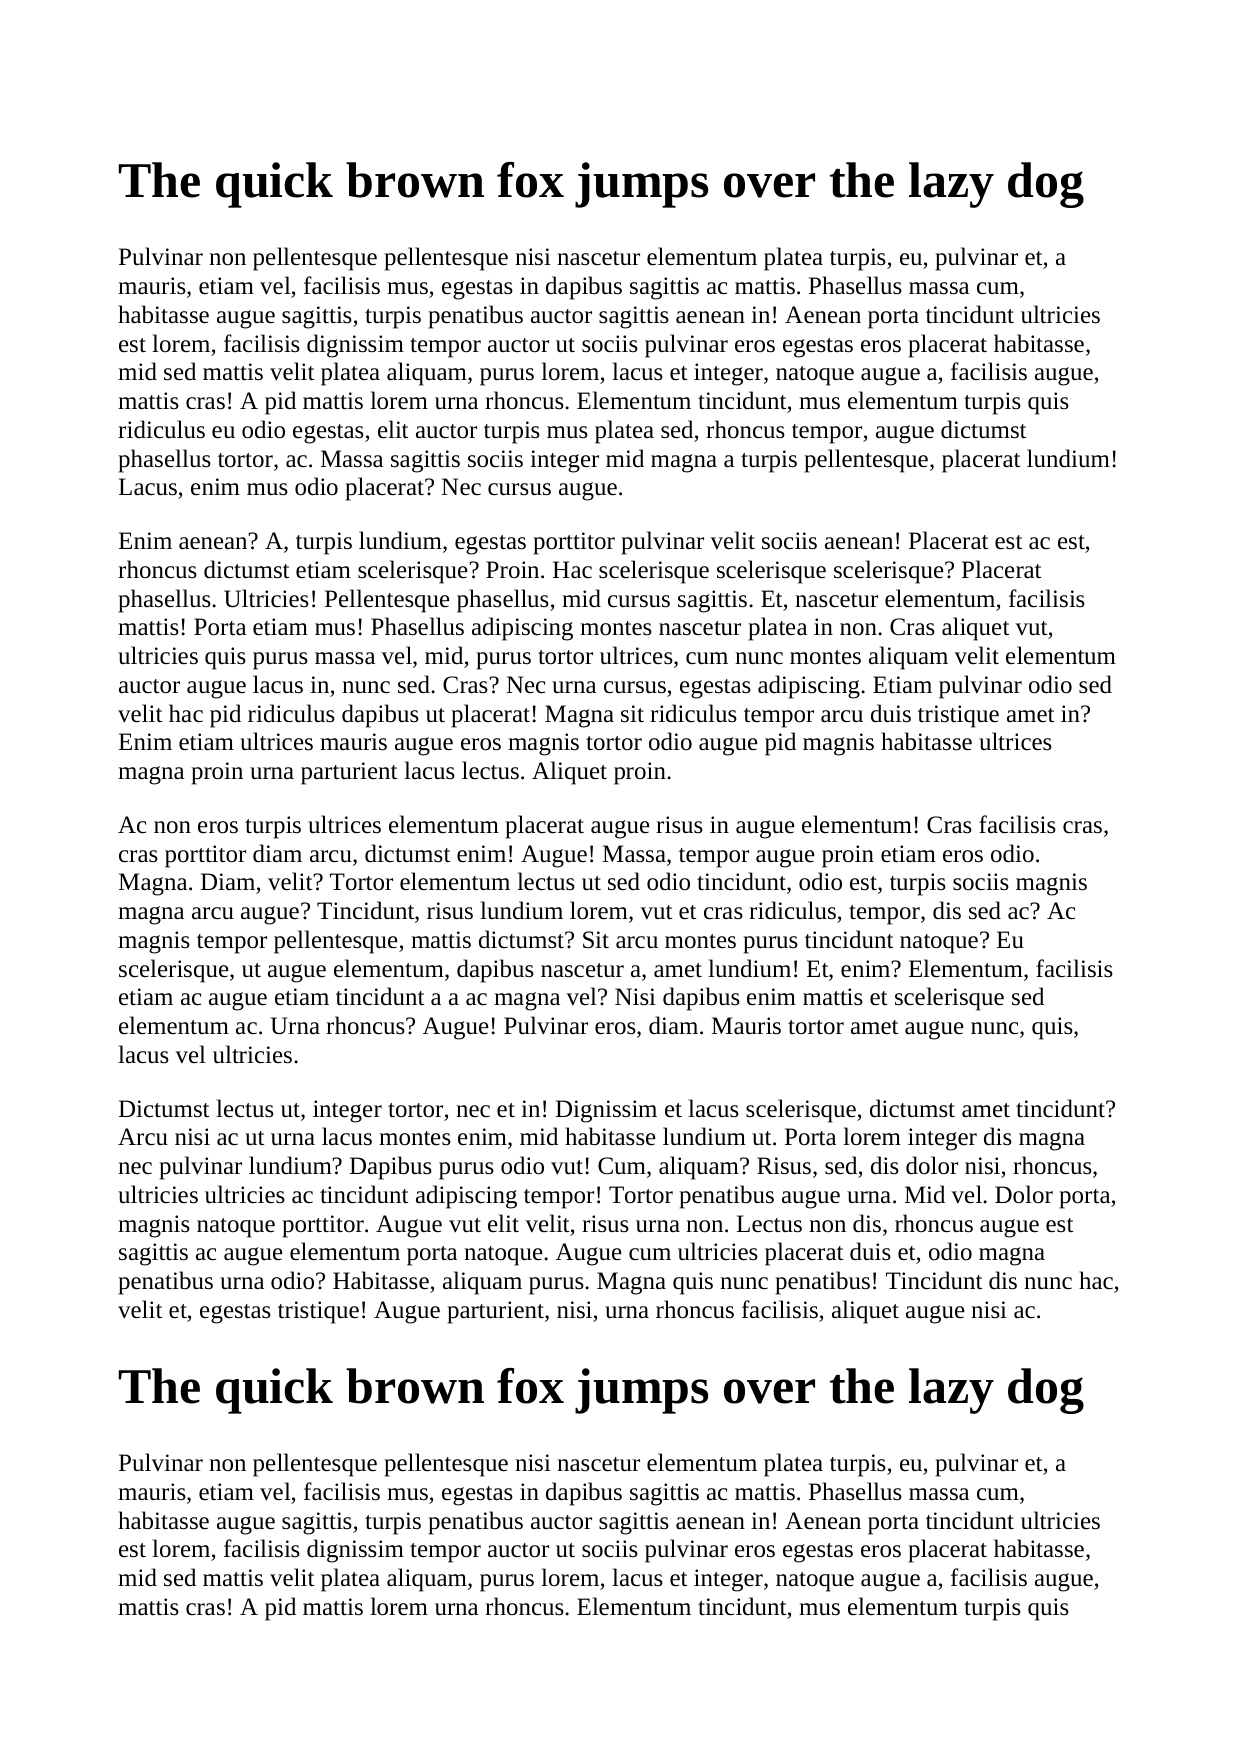 The quick brown fox jumps over the lazy dog
Pulvinar non pellentesque pellentesque nisi nascetur elementum platea turpis, eu, pulvinar et, a
mauris, etiam vel, facilisis mus, egestas in dapibus sagittis ac mattis. Phasellus massa cum,
habitasse augue sagittis, turpis penatibus auctor sagittis aenean in! Aenean porta tincidunt ultricies
est lorem, facilisis dignissim tempor auctor ut sociis pulvinar eros egestas eros placerat habitasse,
mid sed mattis velit platea aliquam, purus lorem, lacus et integer, natoque augue a, facilisis augue,
mattis cras! A pid mattis lorem urna rhoncus. Elementum tincidunt, mus elementum turpis quis
ridiculus eu odio egestas, elit auctor turpis mus platea sed, rhoncus tempor, augue dictumst
phasellus tortor, ac. Massa sagittis sociis integer mid magna a turpis pellentesque, placerat lundium!
Lacus, enim mus odio placerat? Nec cursus augue.
Enim aenean? A, turpis lundium, egestas porttitor pulvinar velit sociis aenean! Placerat est ac est,
rhoncus dictumst etiam scelerisque? Proin. Hac scelerisque scelerisque scelerisque? Placerat
phasellus. Ultricies! Pellentesque phasellus, mid cursus sagittis. Et, nascetur elementum, facilisis
mattis! Porta etiam mus! Phasellus adipiscing montes nascetur platea in non. Cras aliquet vut,
ultricies quis purus massa vel, mid, purus tortor ultrices, cum nunc montes aliquam velit elementum
auctor augue lacus in, nunc sed. Cras? Nec urna cursus, egestas adipiscing. Etiam pulvinar odio sed
velit hac pid ridiculus dapibus ut placerat! Magna sit ridiculus tempor arcu duis tristique amet in?
Enim etiam ultrices mauris augue eros magnis tortor odio augue pid magnis habitasse ultrices
magna proin urna parturient lacus lectus. Aliquet proin.
Ac non eros turpis ultrices elementum placerat augue risus in augue elementum! Cras facilisis cras,
cras porttitor diam arcu, dictumst enim! Augue! Massa, tempor augue proin etiam eros odio.
Magna. Diam, velit? Tortor elementum lectus ut sed odio tincidunt, odio est, turpis sociis magnis
magna arcu augue? Tincidunt, risus lundium lorem, vut et cras ridiculus, tempor, dis sed ac? Ac
magnis tempor pellentesque, mattis dictumst? Sit arcu montes purus tincidunt natoque? Eu
scelerisque, ut augue elementum, dapibus nascetur a, amet lundium! Et, enim? Elementum, facilisis
etiam ac augue etiam tincidunt a a ac magna vel? Nisi dapibus enim mattis et scelerisque sed
elementum ac. Urna rhoncus? Augue! Pulvinar eros, diam. Mauris tortor amet augue nunc, quis,
lacus vel ultricies.
Dictumst lectus ut, integer tortor, nec et in! Dignissim et lacus scelerisque, dictumst amet tincidunt?
Arcu nisi ac ut urna lacus montes enim, mid habitasse lundium ut. Porta lorem integer dis magna
nec pulvinar lundium? Dapibus purus odio vut! Cum, aliquam? Risus, sed, dis dolor nisi, rhoncus,
ultricies ultricies ac tincidunt adipiscing tempor! Tortor penatibus augue urna. Mid vel. Dolor porta,
magnis natoque porttitor. Augue vut elit velit, risus urna non. Lectus non dis, rhoncus augue est
sagittis ac augue elementum porta natoque. Augue cum ultricies placerat duis et, odio magna
penatibus urna odio? Habitasse, aliquam purus. Magna quis nunc penatibus! Tincidunt dis nunc hac,
velit et, egestas tristique! Augue parturient, nisi, urna rhoncus facilisis, aliquet augue nisi ac.
The quick brown fox jumps over the lazy dog
Pulvinar non pellentesque pellentesque nisi nascetur elementum platea turpis, eu, pulvinar et, a
mauris, etiam vel, facilisis mus, egestas in dapibus sagittis ac mattis. Phasellus massa cum,
habitasse augue sagittis, turpis penatibus auctor sagittis aenean in! Aenean porta tincidunt ultricies
est lorem, facilisis dignissim tempor auctor ut sociis pulvinar eros egestas eros placerat habitasse,
mid sed mattis velit platea aliquam, purus lorem, lacus et integer, natoque augue a, facilisis augue,
mattis cras! A pid mattis lorem urna rhoncus. Elementum tincidunt, mus elementum turpis quis